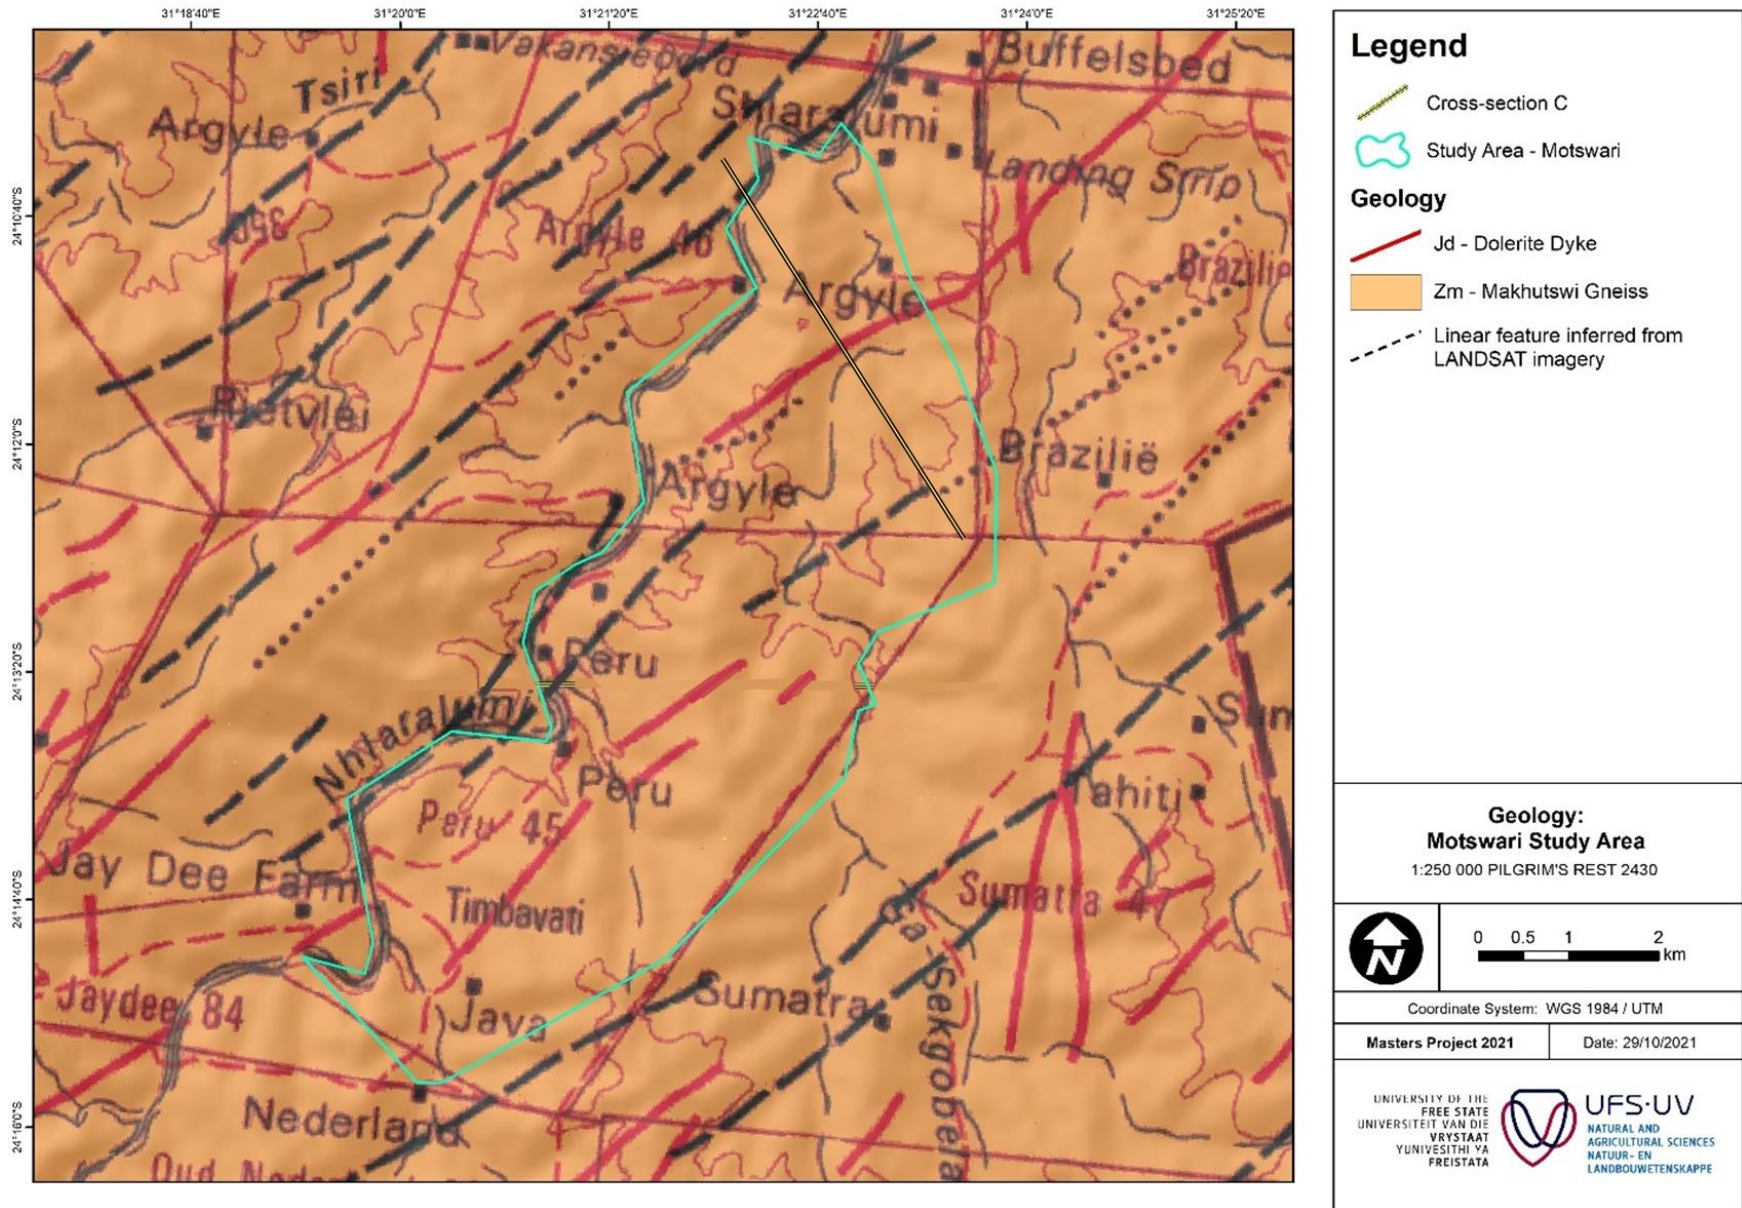 31°18'40"E 31°20'0"E 31°21'20"E 31°22'40"E 31°24'0"E 31°25'20"E
24°10'40"S
24°12'0"S
24°13'20"S
24°14'40"S
24°16'0"S
Buffelsbed
Tsiri
Argyle
Landing Strip
Argyle 46
Brazilie
Argyle
Rietvlei
Brazilië
Argyle
Peru
Nhlaralumi
Peru
Tahiti
Peru 45
Jay Dee Farm
Sumatra 47
Timbavati
Ga-Sekgobela
Jaydee 84
Java
Sumatra
Nederland
Legend
Cross-section C
Study Area - Motswari
Geology
Jd - Dolerite Dyke
Zm - Makhutswi Gneiss
Linear feature inferred from
LANDSAT imagery
Geology:
Motswari Study Area
1:250 000 PILGRIM'S REST 2430
N
0 0.5 1 2
km
Coordinate System: WGS 1984 / UTM
Masters Project 2021
Date: 29/10/2021
UNIVERSITY OF THE
FREE STATE
UNIVERSITEIT VAN DIE
VRYSTAAT
YUNIVESITHI YA
FREISTATA
UFS·UV
NATURAL AND
AGRICULTURAL SCIENCES
NATUUR- EN
LANDBOUWETENSKAPPE